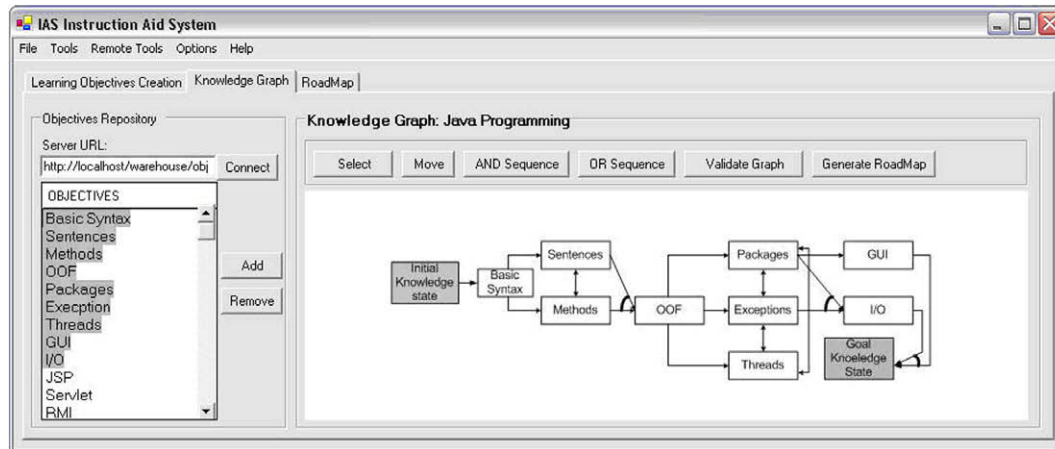 IAS Instruction Aid System
File Tools Remote Tools Options Help
Learning Objectives Creation Knowledge Graph RoadMap
Objectives Repository
Server URL:
http://localhost/warehouse/obj Connect
OBJECTIVES
Basic Syntax
Sentences
Methods
OOF
Packages
Execption
Threads
GUI
I/O
JSP
Servlet
RMI
Add
Remove
Knowledge Graph: Java Programming
Select Move AND Sequence OR Sequence Validate Graph Generate RoadMap
Initial
Knowledge
state
Basic
Syntax
Sentences
Methods
OOF
Packages
Exceptions
Threads
GUI
I/O
Goal
Knoeledge
State